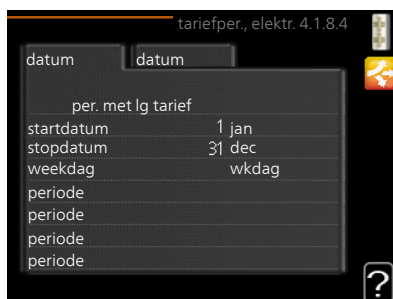 tariefper., elektr. 4.1.8.4
datum datum
per. met lg tarief
startdatum 1 jan
stopdatum 31 dec
weekdag wkdag
periode
periode
periode
periode
?